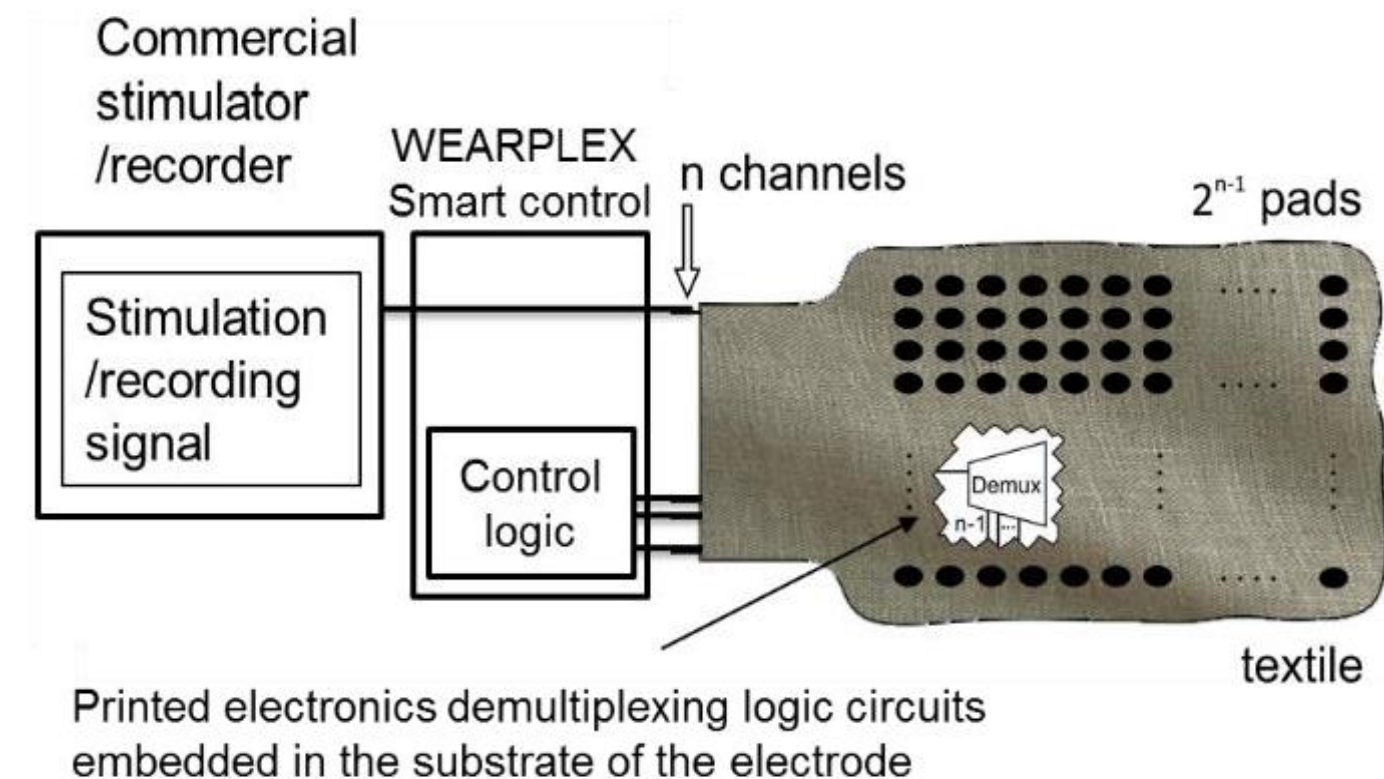 Commercial
stimulator
/recorder
WEARPLEX
Smart control
n channels
2ⁿ⁻¹ pads
Stimulation
/recording
signal
Control
logic
Demux
n-1 ...
textile
Printed electronics demultiplexing logic circuits
embedded in the substrate of the electrode